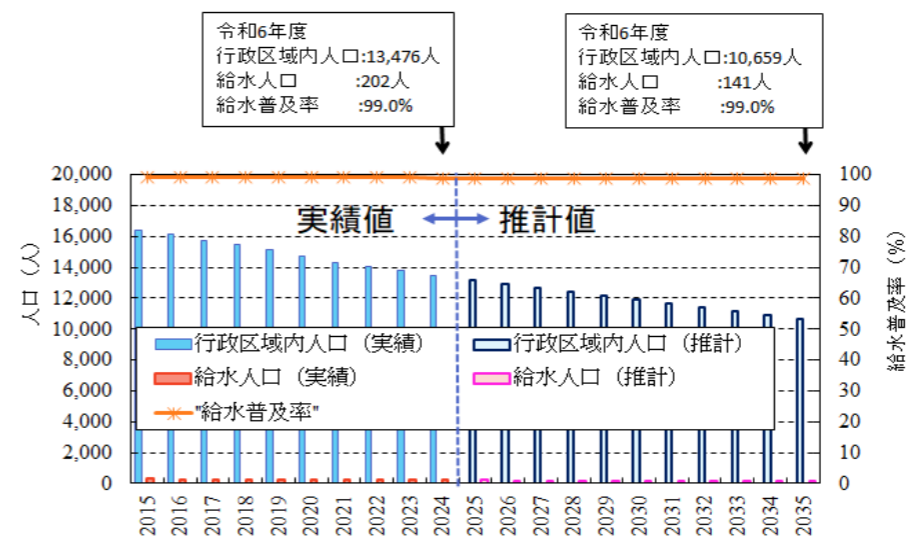 令和6年度
行政区域内人口:13,476人
給水人口 :202人
給水普及率 :99.0%
令和6年度
行政区域内人口:10,659人
給水人口 :141人
給水普及率 :99.0%
人口（人）
20,000
18,000
16,000
14,000
12,000
10,000
8,000
6,000
4,000
2,000
0
実績値
推計値
行政区域内人口（実績）
行政区域内人口（推計）
給水人口（実績）
給水人口（推計）
"給水普及率"
100
90
80
70
60
50
40
30
20
10
0
給水普及率（%）
2015
2016
2017
2018
2019
2020
2021
2022
2023
2024
2025
2026
2027
2028
2029
2030
2031
2032
2033
2034
2035